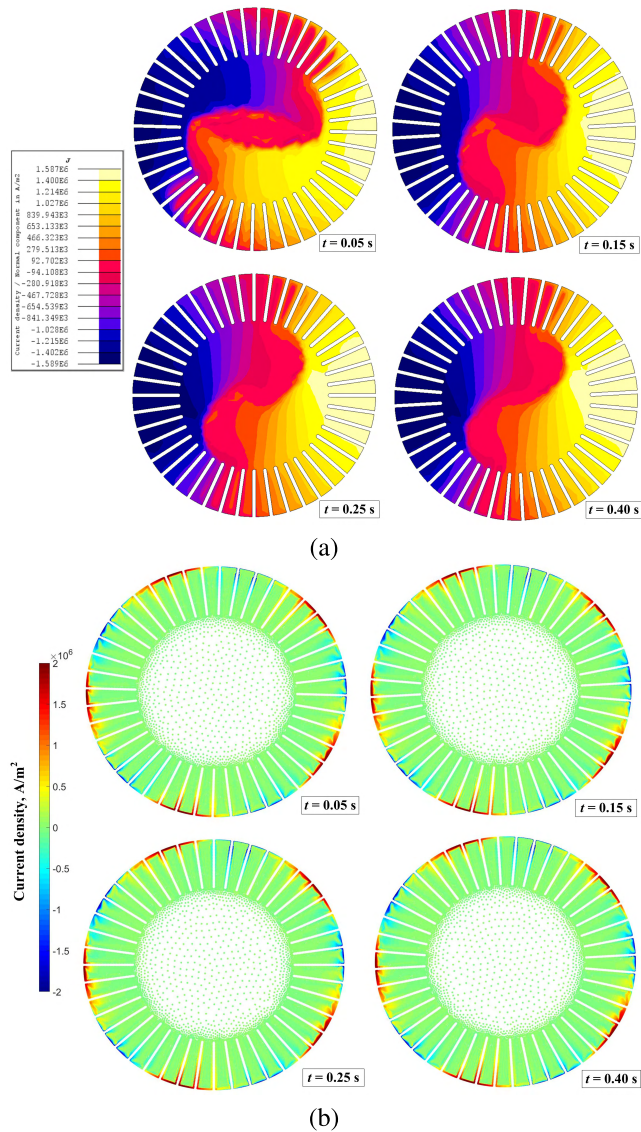 J
Current density / Normal component in A/m2
1.587E6
1.400E6
1.214E6
1.027E6
839.943E3
653.133E3
466.323E3
279.513E3
92.702E3
-94.108E3
-280.918E3
-467.728E3
-654.539E3
-841.349E3
-1.028E6
-1.215E6
-1.402E6
-1.589E6
t = 0.05 s
t = 0.15 s
t = 0.25 s
t = 0.40 s
(a)
Current density, A/m²
×10⁶
2
1.5
1
0.5
0
-0.5
-1
-1.5
-2
t = 0.05 s
t = 0.15 s
t = 0.25 s
t = 0.40 s
(b)